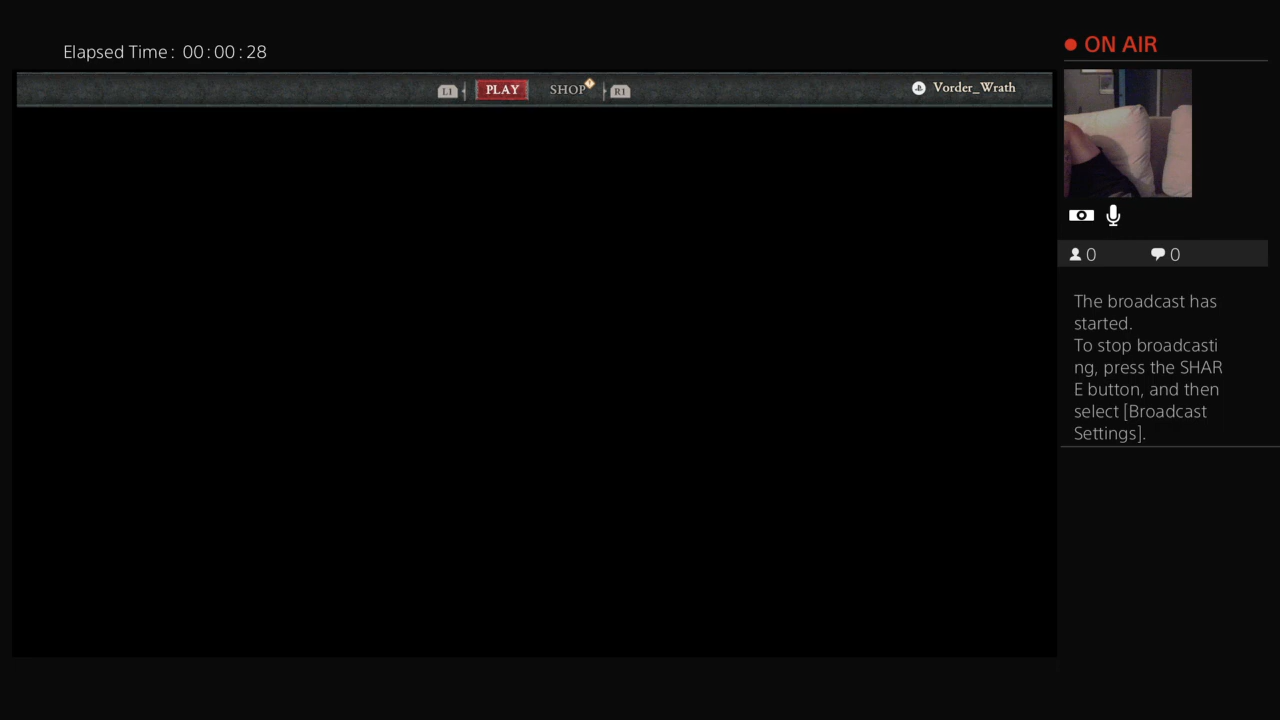 Elapsed Time: 00:00:28
ON AIR
L1 PLAY SHOP R1
Vorder_Wrath
0 0
The broadcast has
started.
To stop broadcasti
ng, press the SHAR
E button, and then
select [Broadcast
Settings].